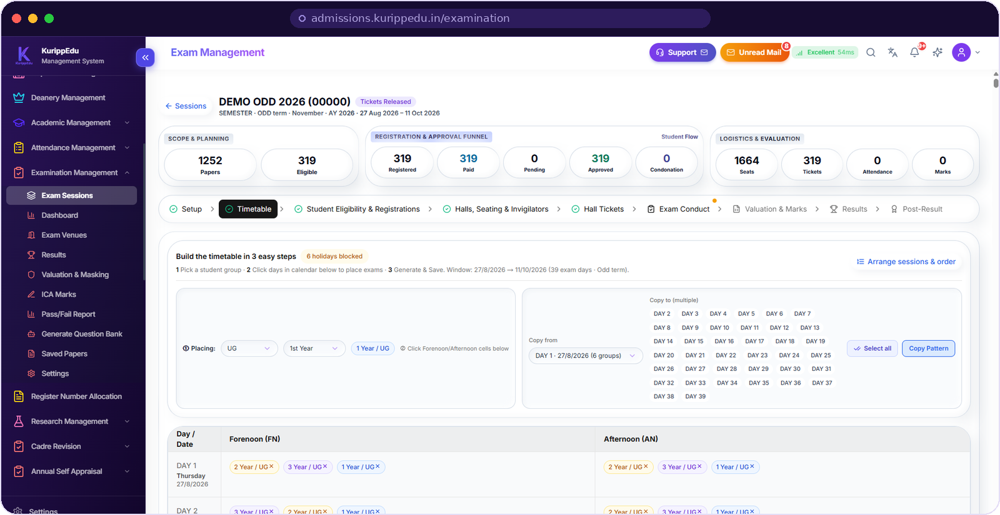 admissions.kurippedu.in/examination
KurippEdu
Management System
Deanery Management
Academic Management
Attendance Management
Examination Management
Exam Sessions
Dashboard
Exam Venues
Results
Valuation & Masking
ICA Marks
Pass/Fail Report
Generate Question Bank
Saved Papers
Settings
Register Number Allocation
Research Management
Cadre Revision
Annual Self Appraisal
Settings
Exam Management
Support
Unread Mail 8
Excellent 54ms
9+
Sessions
DEMO ODD 2026 (00000) Tickets Released
SEMESTER · ODD term · November · AY 2026 · 27 Aug 2026 – 11 Oct 2026
SCOPE & PLANNING
1252 319
Papers Eligible
REGISTRATION & APPROVAL FUNNEL Student Flow
319 319 0 319 0
Registered Paid Pending Approved Condonation
LOGISTICS & EVALUATION
1664 319 0 0
Seats Tickets Attendance Marks
Setup Timetable Student Eligibility & Registrations Halls, Seating & Invigilators Hall Tickets Exam Conduct Valuation & Marks Results Post-Result
Build the timetable in 3 easy steps 6 holidays blocked
1 Pick a student group · 2 Click days in calendar below to place exams · 3 Generate & Save. Window: 27/8/2026 → 11/10/2026 (39 exam days · Odd term).
Arrange sessions & order
① Placing: UG 1st Year 1 Year / UG ② Click Forenoon/Afternoon cells below
Copy from
DAY 1 · 27/8/2026 (6 groups)
Copy to (multiple)
DAY 2 DAY 3 DAY 4 DAY 5 DAY 6 DAY 7
DAY 8 DAY 9 DAY 10 DAY 11 DAY 12 DAY 13
DAY 14 DAY 15 DAY 16 DAY 17 DAY 18 DAY 19
DAY 20 DAY 21 DAY 22 DAY 23 DAY 24 DAY 25
DAY 26 DAY 27 DAY 28 DAY 29 DAY 30 DAY 31
DAY 32 DAY 33 DAY 34 DAY 35 DAY 36 DAY 37
DAY 38 DAY 39
Select all Copy Pattern
Day / Date Forenoon (FN) Afternoon (AN)
DAY 1
Thursday
27/8/2026
2 Year / UG× 3 Year / UG× 1 Year / UG×
2 Year / UG× 3 Year / UG× 1 Year / UG×
DAY 2
3 Year / UG× 2 Year / UG× 1 Year / UG×
2 Year / UG× 3 Year / UG× 1 Year / UG×